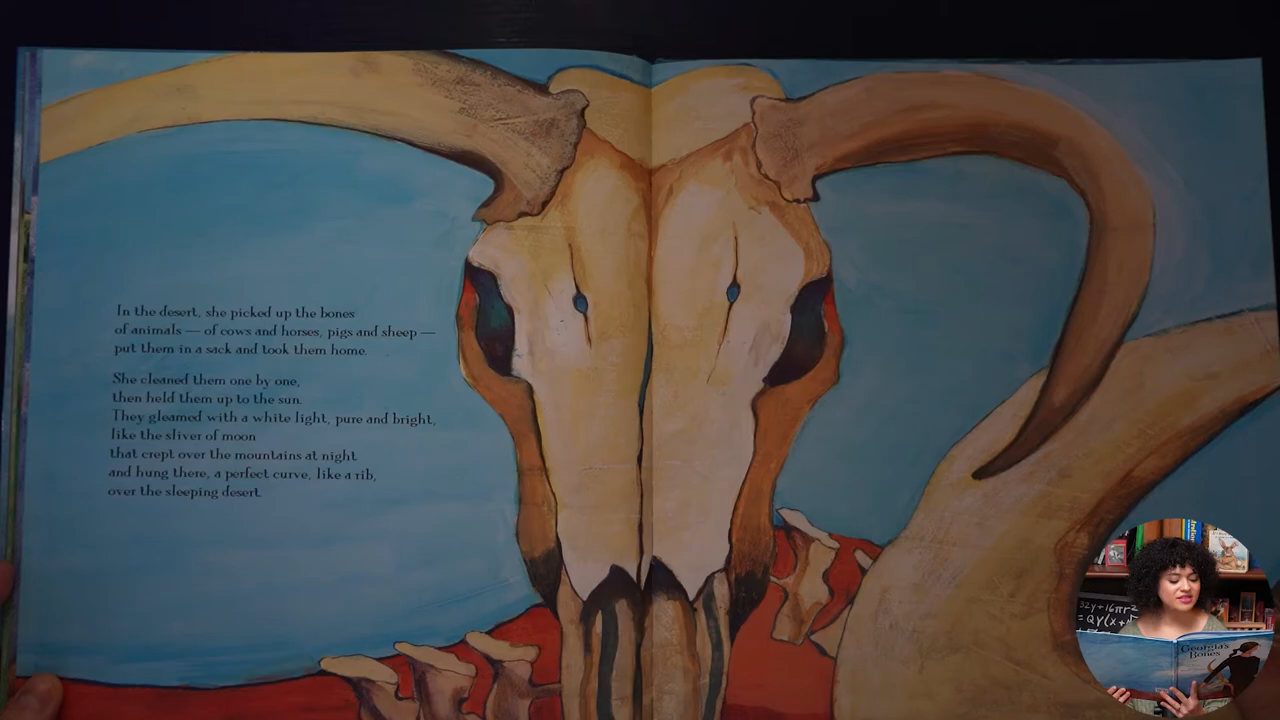 In the desert, she picked up the bones
of animals — of cows and horses, pigs and sheep —
put them in a sack and took them home.
She cleaned them one by one,
then held them up to the sun.
They gleamed with a white light, pure and bright,
like the sliver of moon
that crept over the mountains at night
and hung there, a perfect curve, like a rib,
over the sleeping desert.
Georgia's
Bones